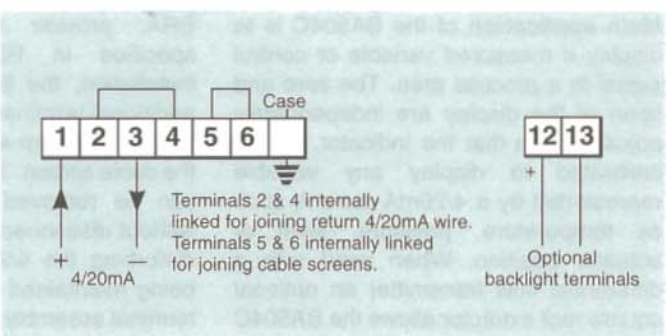 Case
1 2 3 4 5 6
12 13
+
4/20mA
Terminals 2 & 4 internally
linked for joining return 4/20mA wire.
Terminals 5 & 6 internally linked
for joining cable screens.
+
Optional
backlight terminals